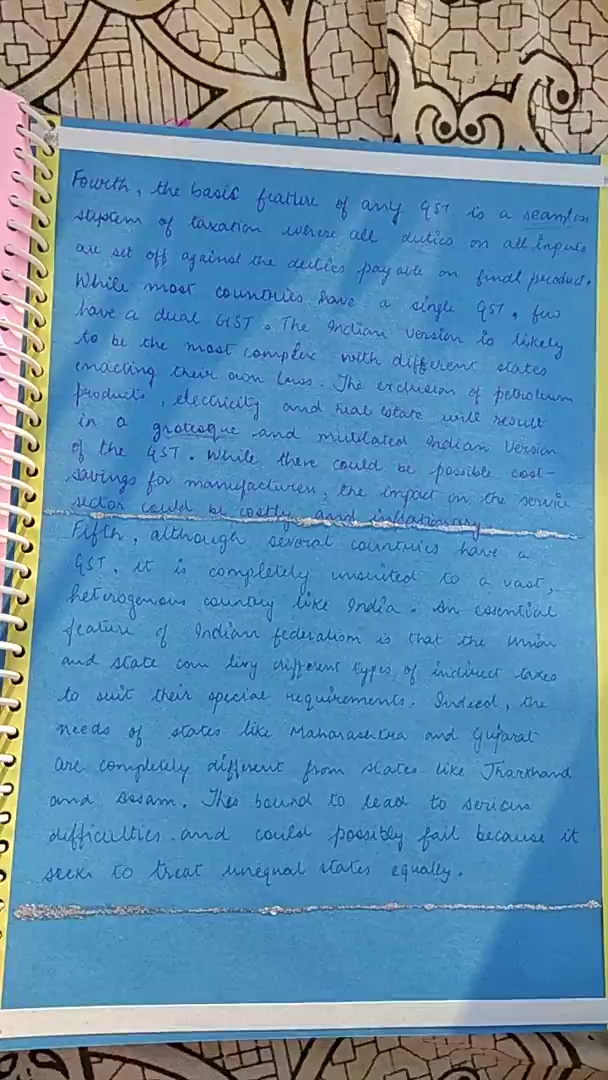 Fourth, the basic feature of any GST is a seamless
system of taxation where all duties on all inputs
are set off against the duties payable on final product.
While most countries have a single GST, few
have a dual GST. The Indian version is likely
to be the most complex with different states
enacting their own laws. The exclusion of petroleum
products, electricity and real estate will result
in a grotesque and mutilated Indian version
of the GST. While there could be possible cost-
savings for manufacturers, the impact on the service
sector could be costly and inflationary
Fifth, although several countries have a
GST, it is completely unsuited to a vast,
heterogenous country like India. An essential
feature of Indian federalism is that the union
and state can levy different types of indirect taxes
to suit their special requirements. Indeed, the
needs of states like Maharashtra and Gujarat
are completely different from states like Jharkhand
and Assam. This bound to lead to serious
difficulties and could possibly fail because it
seeks to treat unequal states equally.